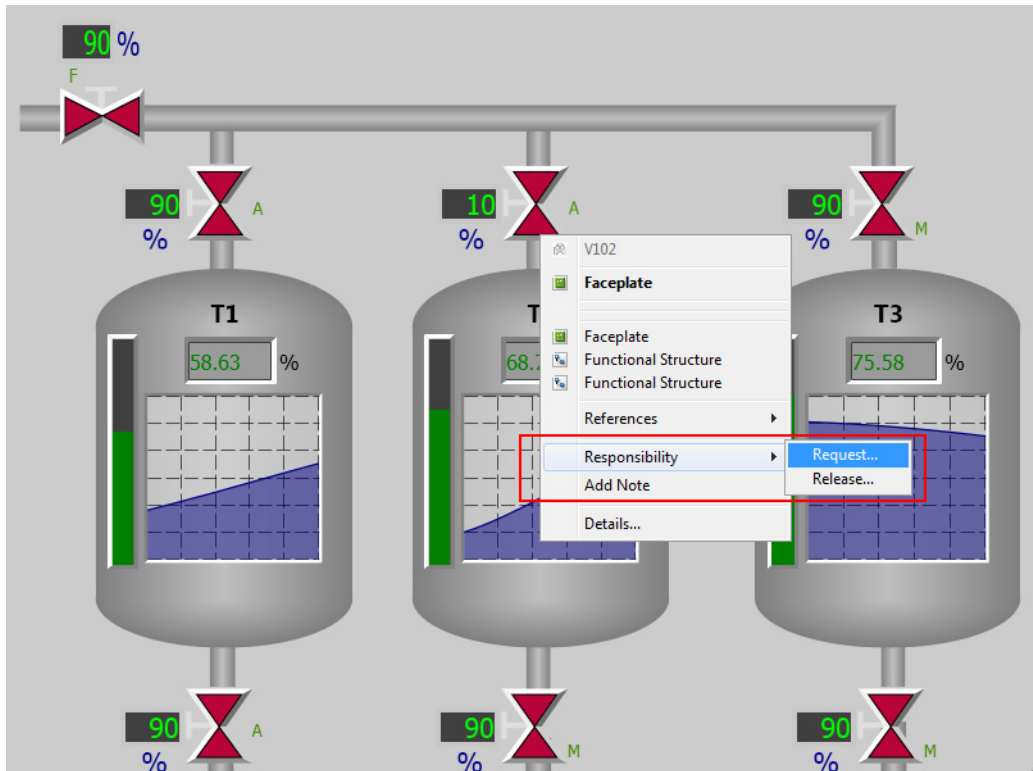 90 %
F
90
A
%
10
A
%
90
M
%
V102
Faceplate
Faceplate
Functional Structure
Functional Structure
References
Responsibility
Add Note
Details...
Request...
Release...
T1
58.63 %
T
68.
T3
75.58 %
90
A
%
90
M
%
90
M
%